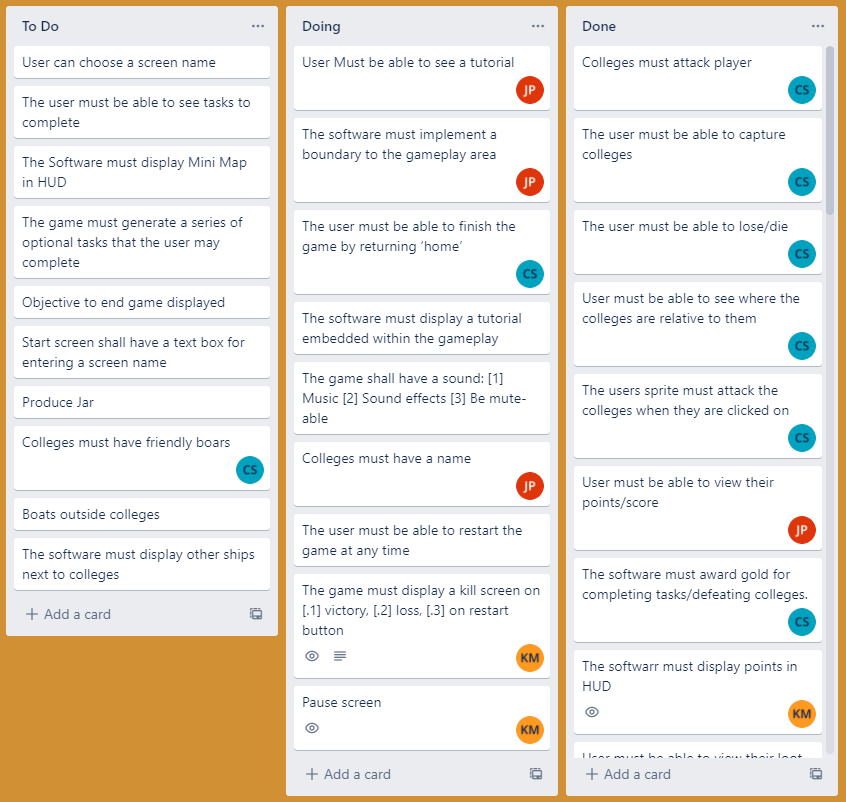 To Do
User can choose a screen name
The user must be able to see tasks to
complete
The Software must display Mini Map
in HUD
The game must generate a series of
optional tasks that the user may
complete
Objective to end game displayed
Start screen shall have a text box for
entering a screen name
Produce Jar
Colleges must have friendly boars
CS
Boats outside colleges
The software must display other ships
next to colleges
+ Add a card
Doing
User Must be able to see a tutorial
JP
The software must implement a
boundary to the gameplay area
JP
The user must be able to finish the
game by returning ‘home’
CS
The software must display a tutorial
embedded within the gameplay
The game shall have a sound: [1]
Music [2] Sound effects [3] Be mute-
able
Colleges must have a name
JP
The user must be able to restart the
game at any time
The game must display a kill screen on
[.1] victory, [.2] loss, [.3] on restart
button
KM
Pause screen
KM
+ Add a card
Done
Colleges must attack player
CS
The user must be able to capture
colleges
CS
The user must be able to lose/die
CS
User must be able to see where the
colleges are relative to them
CS
The users sprite must attack the
colleges when they are clicked on
CS
User must be able to view their
points/score
JP
The software must award gold for
completing tasks/defeating colleges.
CS
The softwarr must display points in
HUD
KM
User must be able to view their loot
+ Add a card